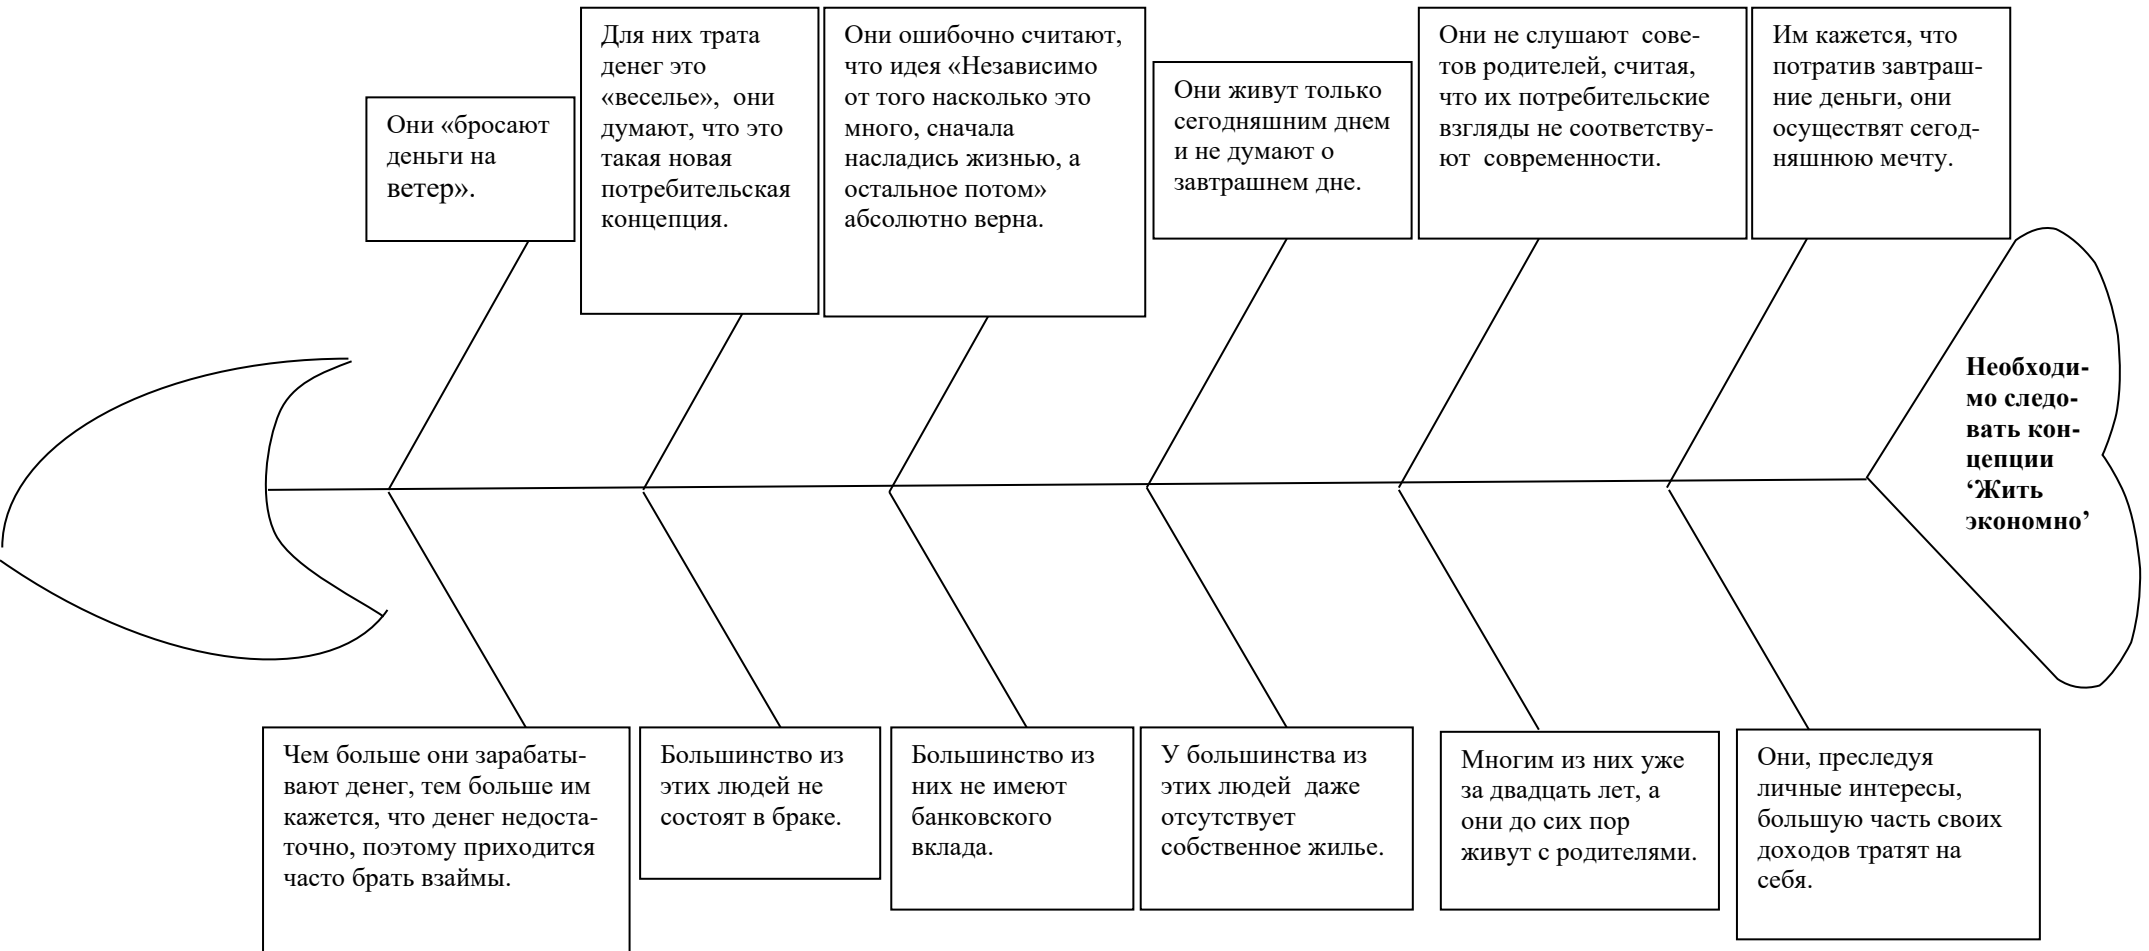 Они «бросают
деньги на
ветер».
Для них трата
денег это
«веселье», они
думают, что это
такая новая
потребительская
концепция.
Они ошибочно считают,
что идея «Независимо
от того насколько это
много, сначала
насладись жизнью, а
остальное потом»
абсолютно верна.
Они живут только
сегодняшним днем
и не думают о
завтрашнем дне.
Они не слушают сове-
тов родителей, считая,
что их потребительские
взгляды не соответству-
ют современности.
Им кажется, что
потратив завтраш-
ние деньги, они
осуществят сегод-
няшнюю мечту.
Необходи-
мо следо-
вать кон-
цепции
‘Жить
экономно’
Чем больше они зарабаты-
вают денег, тем больше им
кажется, что денег недоста-
точно, поэтому приходится
часто брать взаймы.
Большинство из
этих людей не
состоят в браке.
Большинство из
них не имеют
банковского
вклада.
У большинства из
этих людей даже
отсутствует
собственное жилье.
Многим из них уже
за двадцать лет, а
они до сих пор
живут с родителями.
Они, преследуя
личные интересы,
большую часть своих
доходов тратят на
себя.